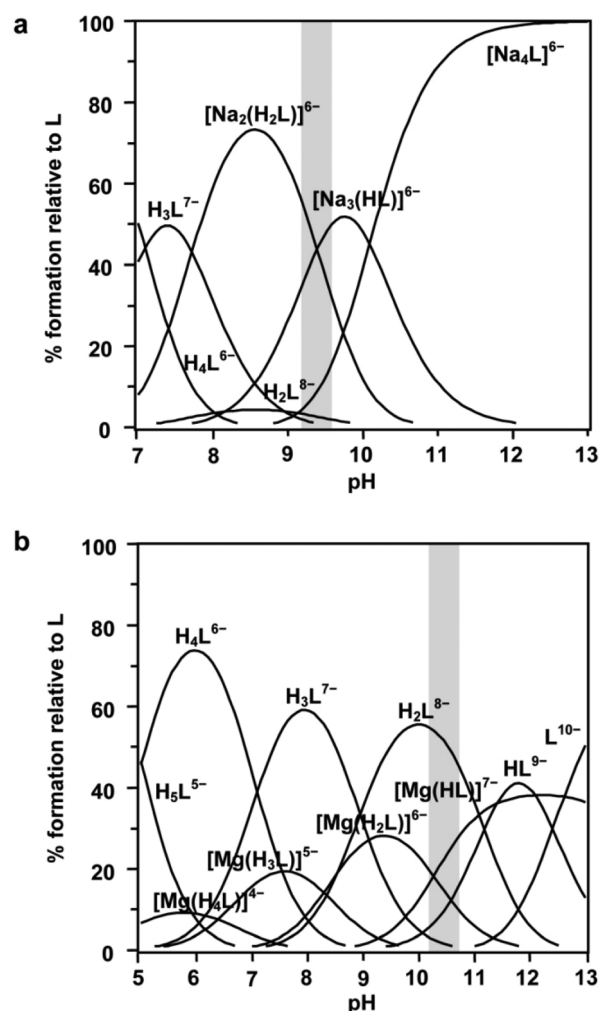 a
100
80
60
40
20
0
% formation relative to L
[Na₄L]⁶⁻
[Na₂(H₂L)]⁶⁻
[Na₃(HL)]⁶⁻
H₃L⁷⁻
H₄L⁶⁻
H₂L⁸⁻
7 8 9 10 11 12 13
pH
b
100
80
60
40
20
0
% formation relative to L
H₄L⁶⁻
H₃L⁷⁻
H₂L⁸⁻
L¹⁰⁻
HL⁹⁻
H₅L⁵⁻
[Mg(HL)]⁷⁻
[Mg(H₂L)]⁶⁻
[Mg(H₃L)]⁵⁻
[Mg(H₄L)]⁴⁻
5 6 7 8 9 10 11 12 13
pH